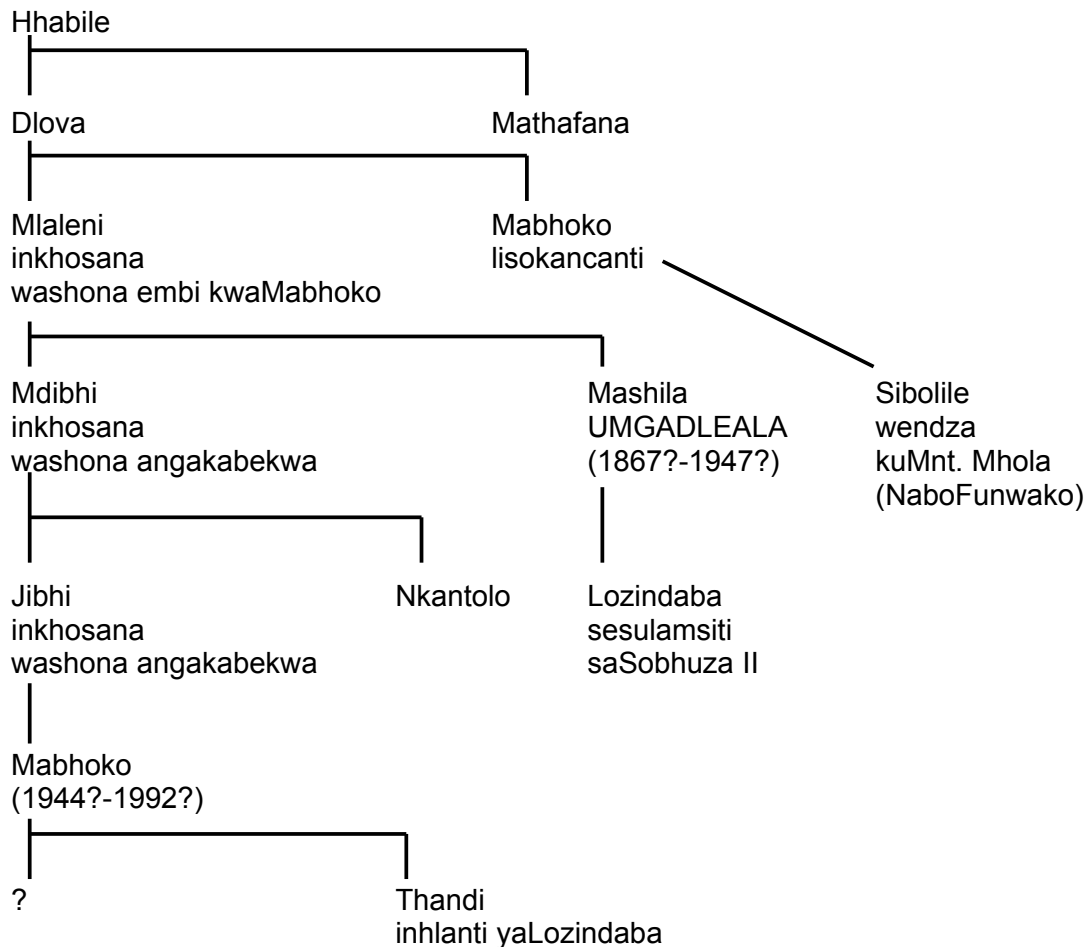 Hhabile
Dlova
Mathafana
Mlaleni
inkhosana
washona embi kwaMabhoko
Mabhoko
lisokancanti
Mdibhi
inkhosana
washona angakabekwa
Mashila
UMGADLEALA
(1867?-1947?)
Sibolile
wendza
kuMnt. Mhola
(NaboFunwako)
Jibhi
inkhosana
washona angakabekwa
Nkantolo
Lozindaba
sesulamsiti
saSobhuza II
Mabhoko
(1944?-1992?)
?
Thandi
inhlanti yaLozindaba